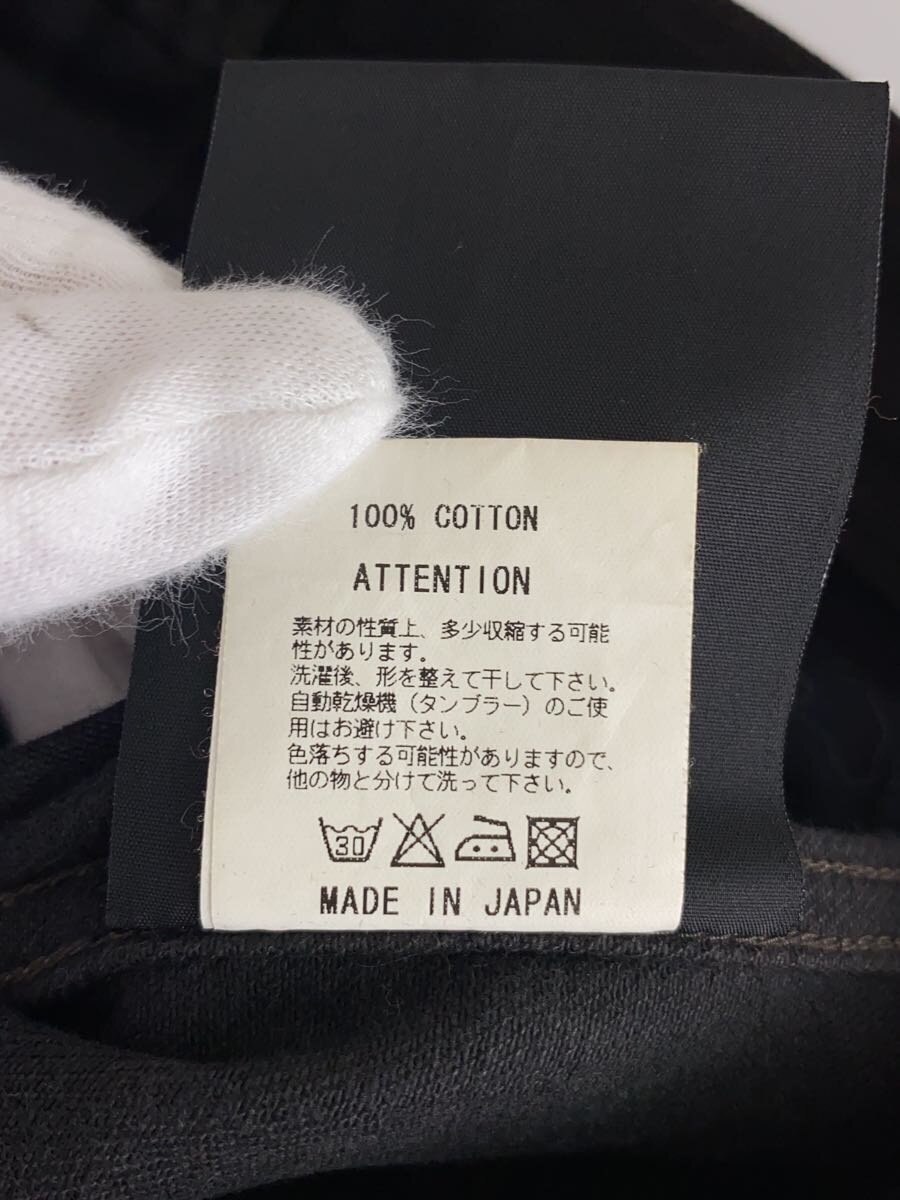 100% COTTON
ATTENTION
素材の性質上、多少収縮する可能
性があります。
洗濯後、形を整えて干して下さい。
自動乾燥機（タンブラー）のご使
用はお避け下さい。
色落ちする可能性がありますので、
他の物と分けて洗って下さい。
30
MADE IN JAPAN